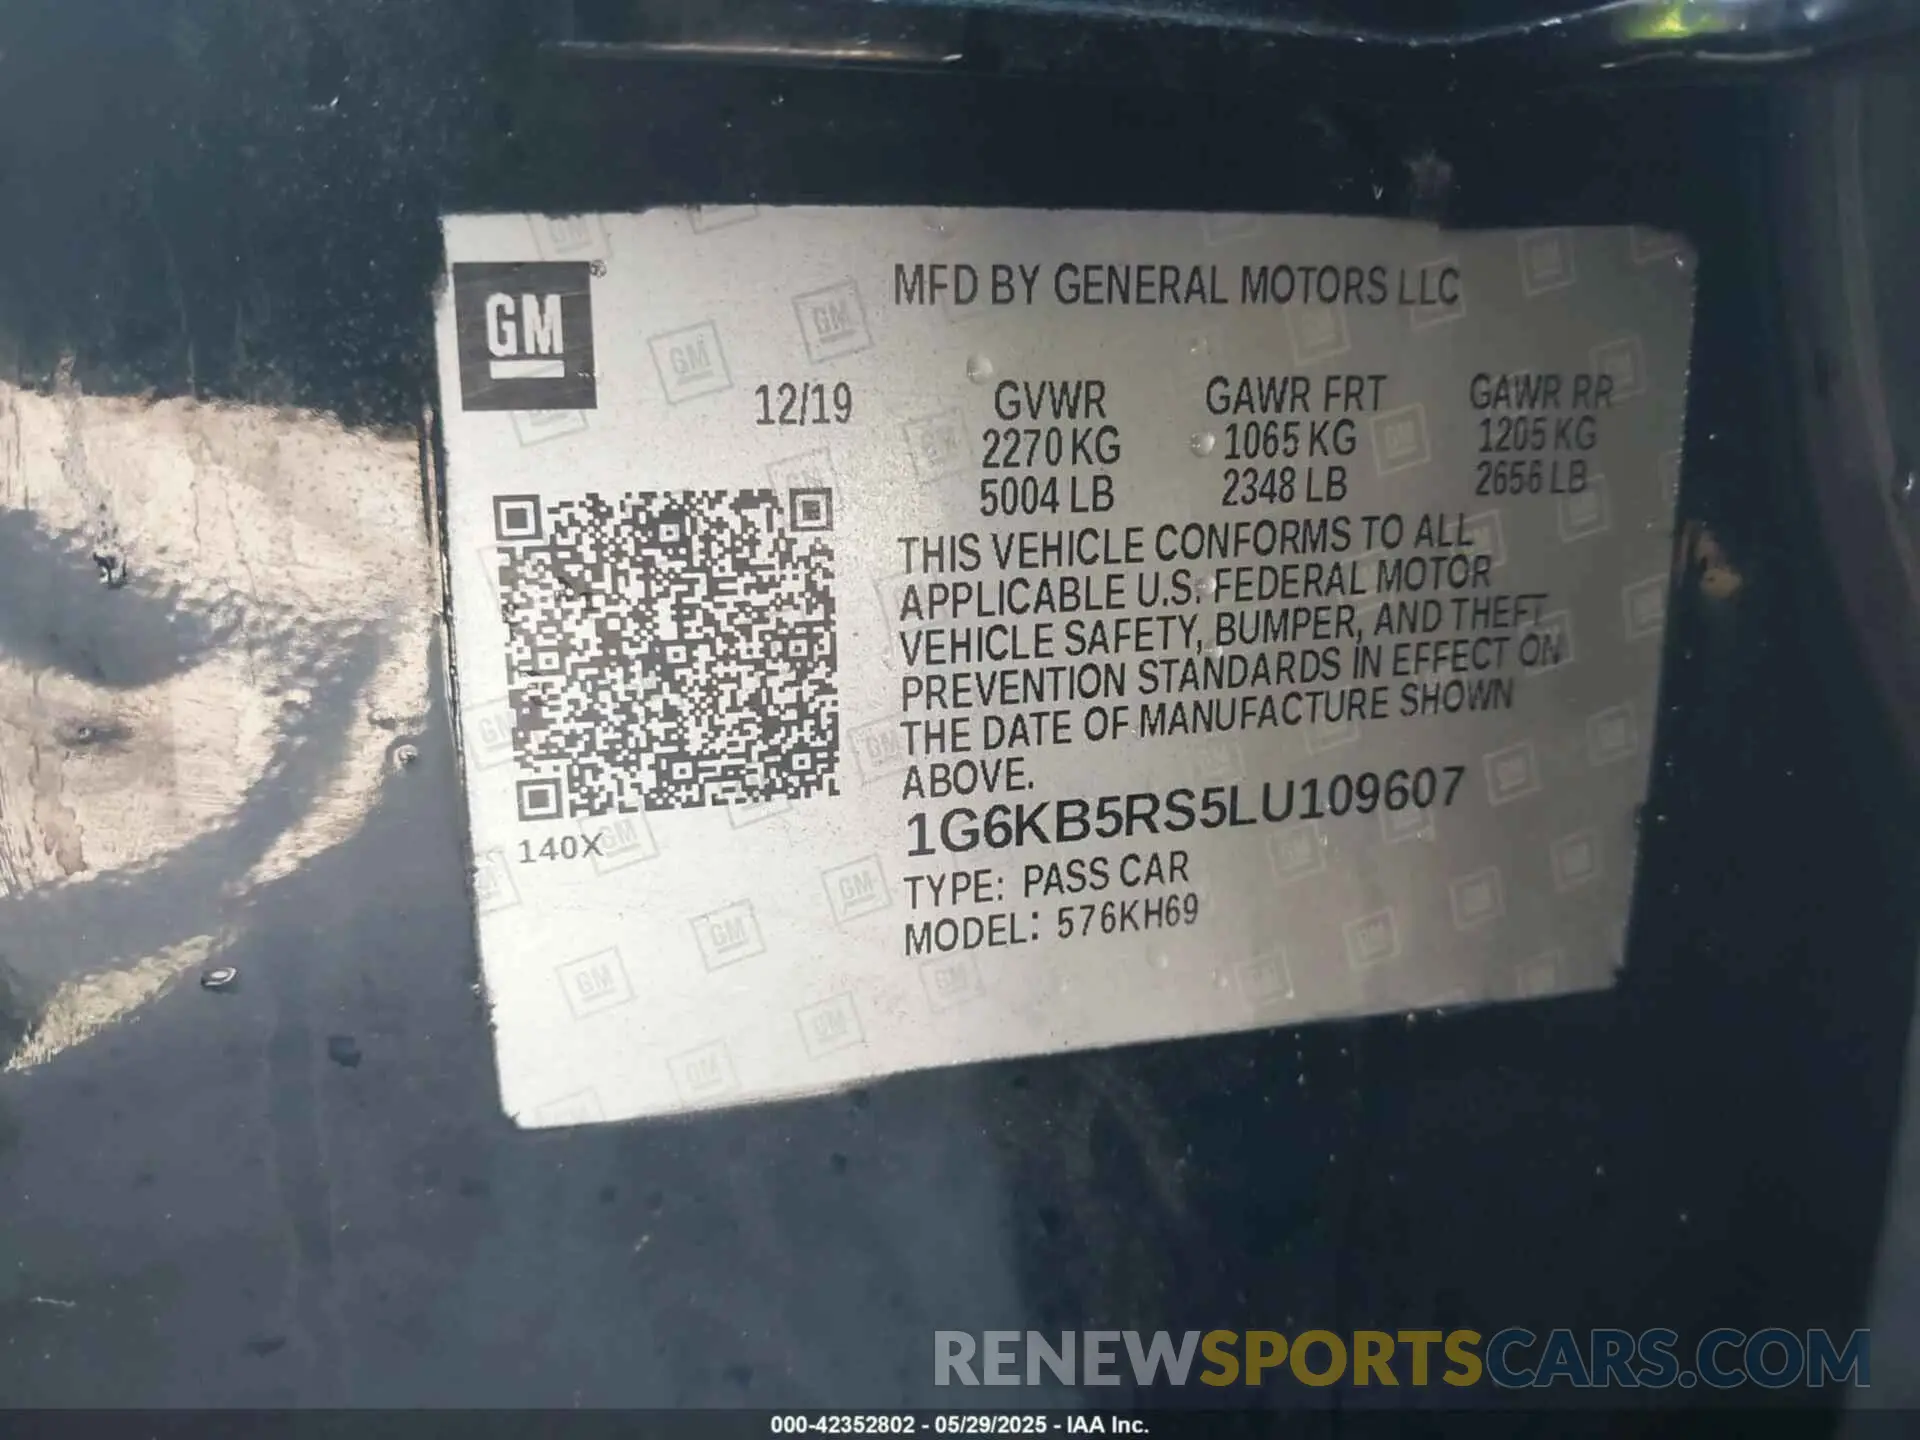 GM
MFD BY GENERAL MOTORS LLC
12/19
GVWR GAWR FRT GAWR RR
2270 KG 1065 KG 1205 KG
5004 LB 2348 LB 2656 LB
THIS VEHICLE CONFORMS TO ALL
APPLICABLE U.S. FEDERAL MOTOR
VEHICLE SAFETY, BUMPER, AND THEFT
PREVENTION STANDARDS IN EFFECT ON
THE DATE OF MANUFACTURE SHOWN
ABOVE.
1G6KB5RS5LU109607
140X
TYPE: PASS CAR
MODEL: 576KH69
RENEWSPORTSCARS.COM
000-42352802 - 05/29/2025 - IAA Inc.